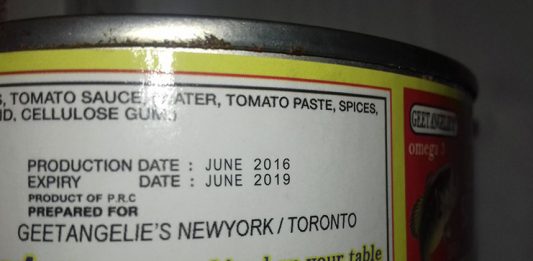 TOMATO SAUCE, WATER, TOMATO PASTE, SPICES,
CELLULOSE GUM.)
PRODUCTION DATE : JUNE 2016
EXPIRY DATE : JUNE 2019
PRODUCT OF P.R.C
PREPARED FOR
GEETANGELIE'S NEWYORK / TORONTO
your table
GEETANGELIE'S
omega 3